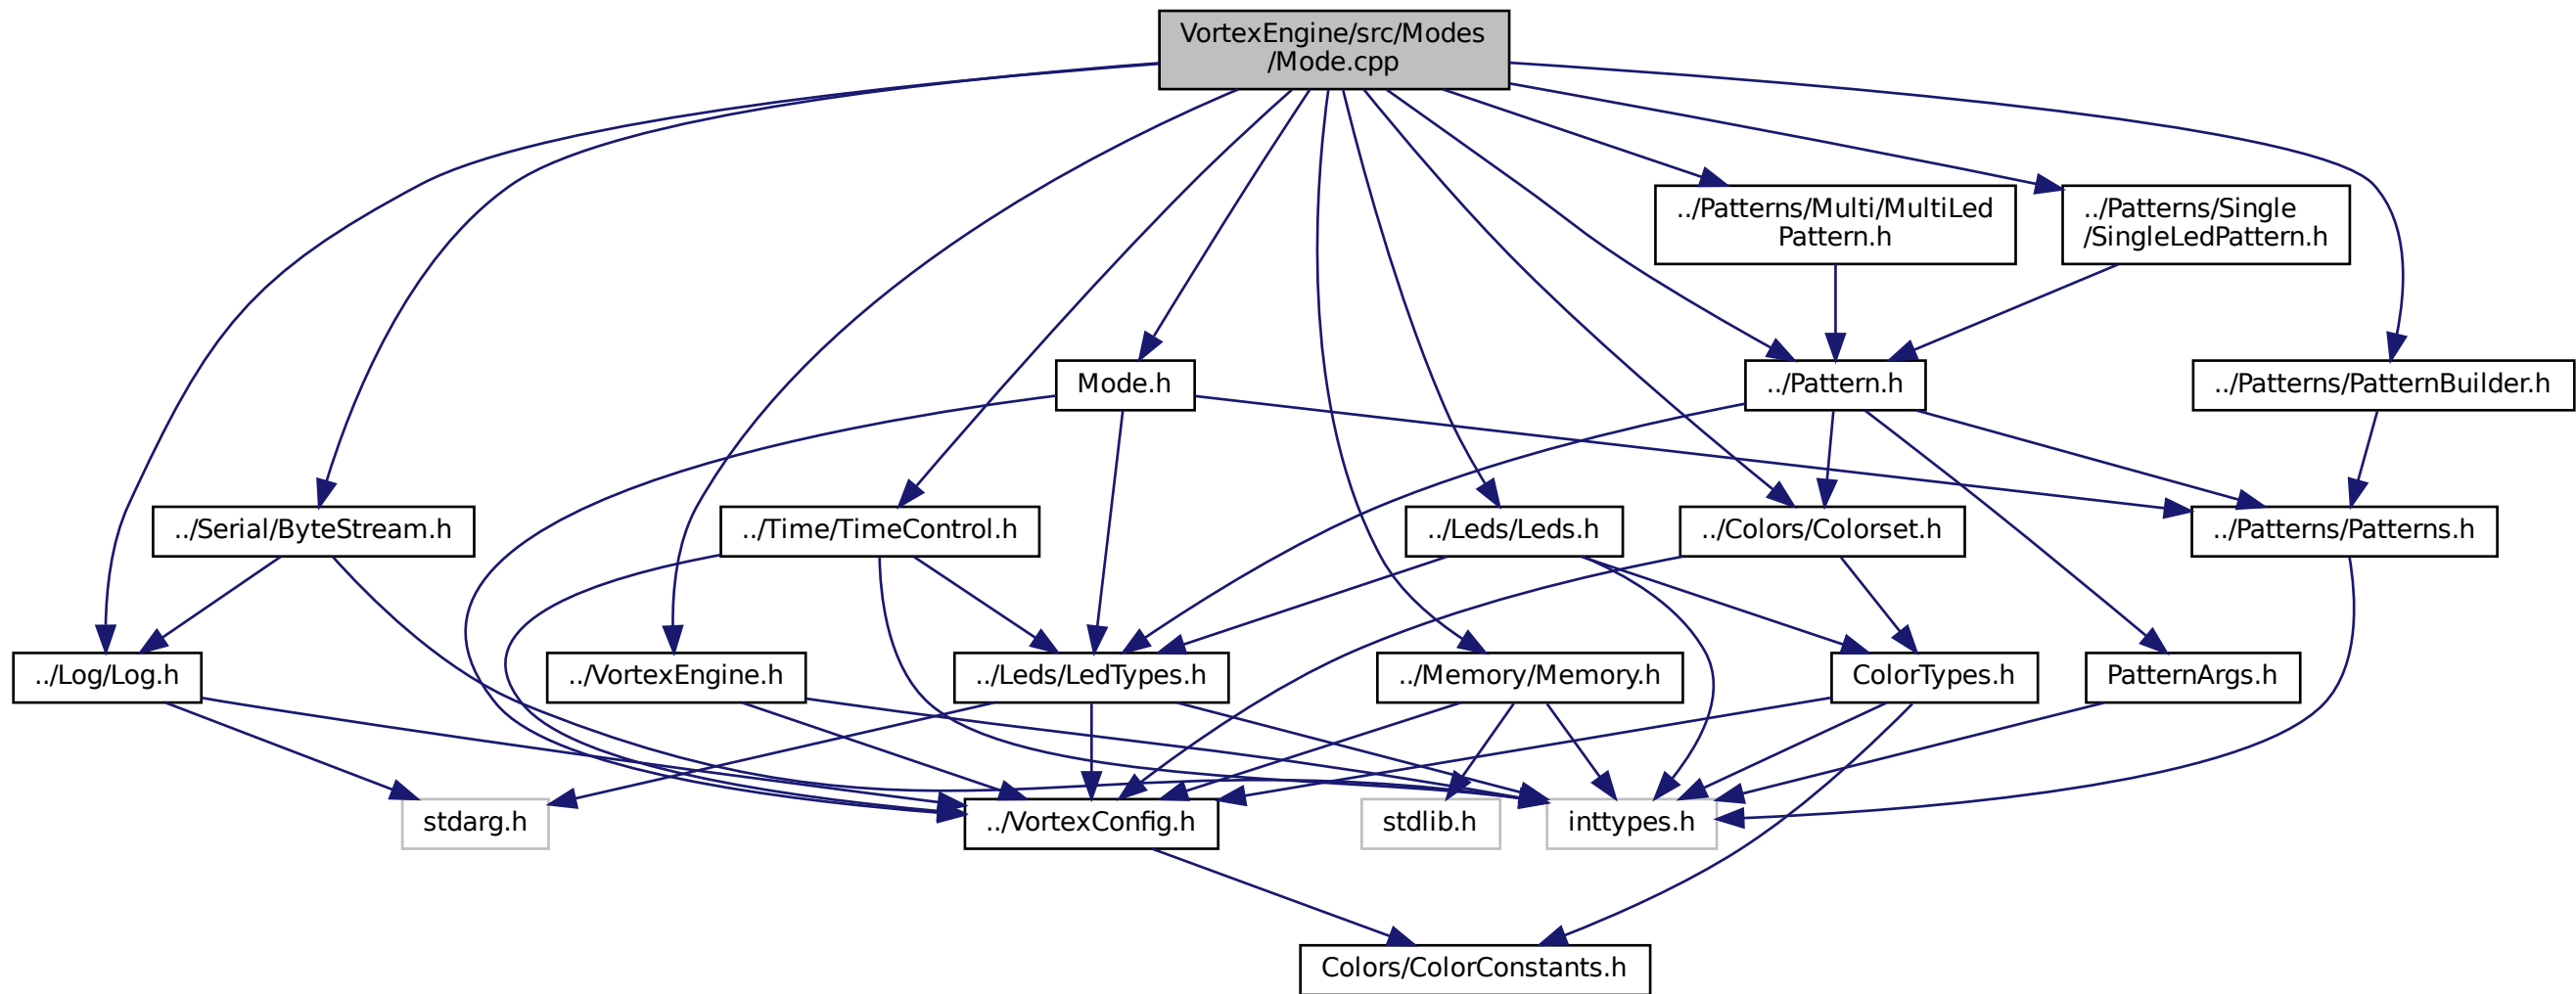 VortexEngine/src/Modes
/Mode.cpp
../Patterns/Multi/MultiLed
Pattern.h
../Patterns/Single
/SingleLedPattern.h
Mode.h
../Pattern.h
../Patterns/PatternBuilder.h
../Serial/ByteStream.h
../Time/TimeControl.h
../Leds/Leds.h
../Colors/Colorset.h
../Patterns/Patterns.h
../Log/Log.h
../VortexEngine.h
../Leds/LedTypes.h
../Memory/Memory.h
ColorTypes.h
PatternArgs.h
stdarg.h
../VortexConfig.h
stdlib.h
inttypes.h
Colors/ColorConstants.h